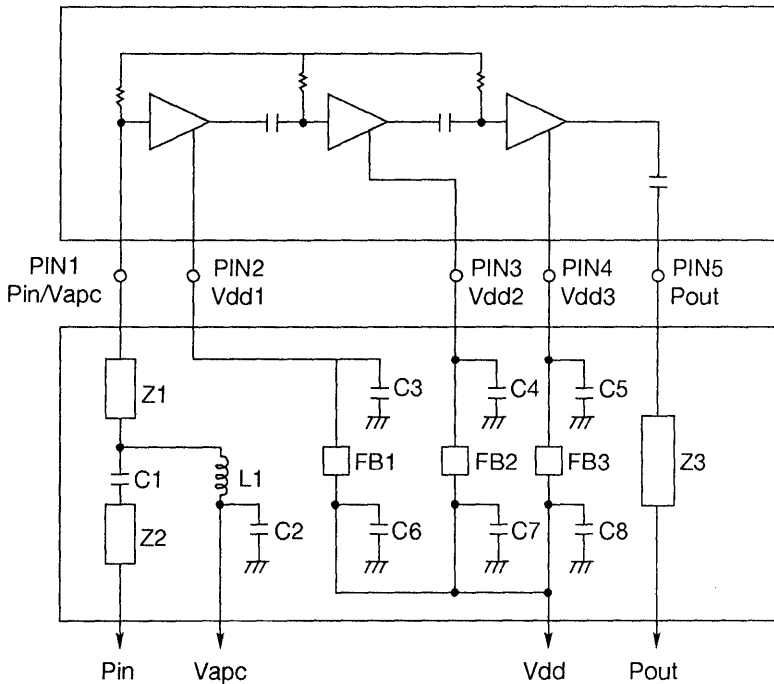 PIN1
Pin/Vapc
PIN2
Vdd1
PIN3
Vdd2
PIN4
Vdd3
PIN5
Pout
Z1
C3
C4
C5
C1
L1
FB1
FB2
FB3
Z3
Z2
C2
C6
C7
C8
Pin
Vapc
Vdd
Pout